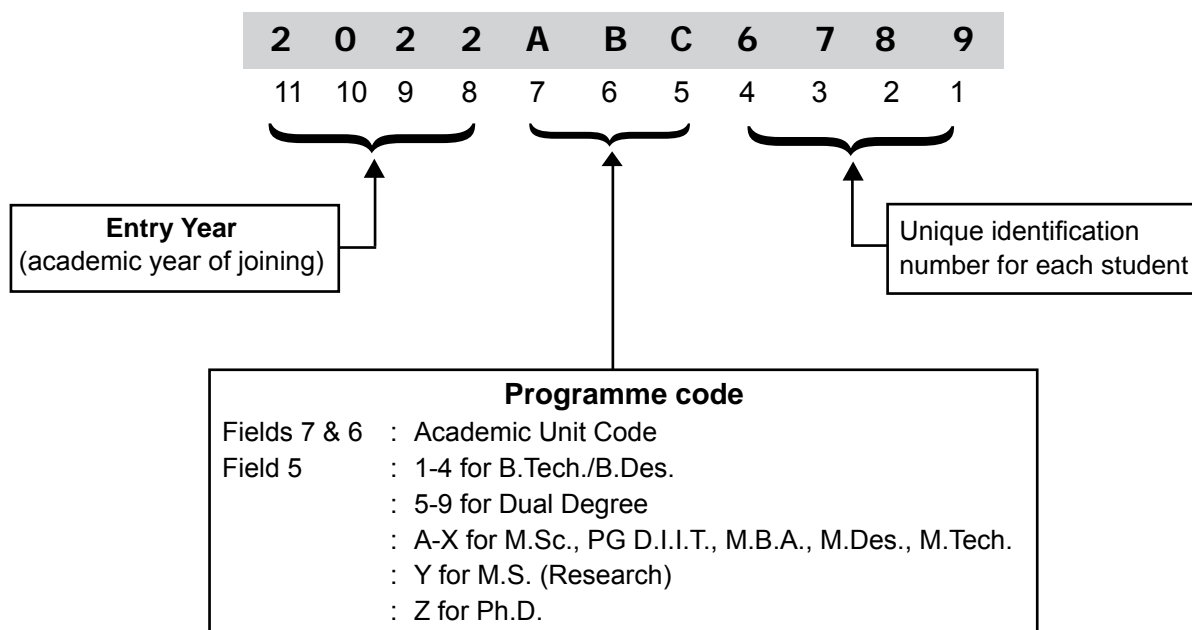 2 0 2 2 A B C 6 7 8 9
11 10 9 8 7 6 5 4 3 2 1
Entry Year
(academic year of joining)
Unique identification
number for each student
Programme code
Fields 7 & 6 : Academic Unit Code
Field 5 : 1-4 for B.Tech./B.Des.
: 5-9 for Dual Degree
: A-X for M.Sc., PG D.I.I.T., M.B.A., M.Des., M.Tech.
: Y for M.S. (Research)
: Z for Ph.D.